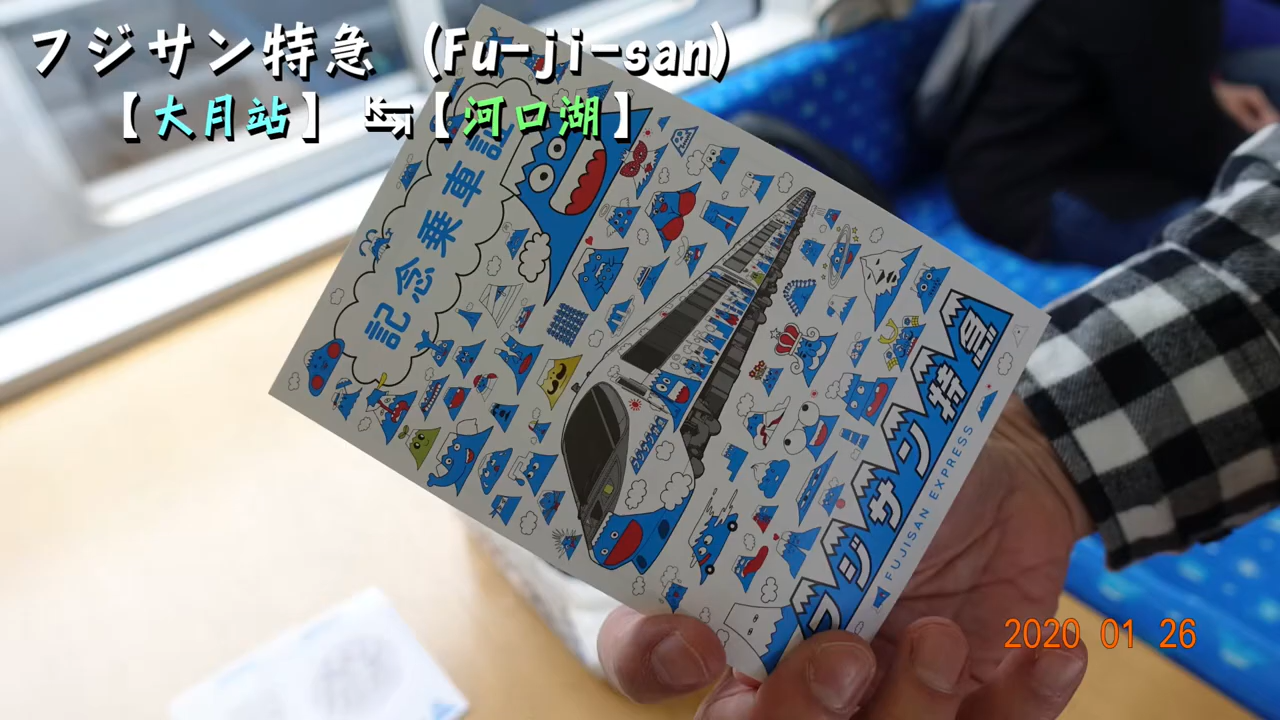 フジサン特急 (Fu-ji-san)
【大月站】⇆【河口湖】
記念乗車証
フジサン特急
FUJISAN EXPRESS
2020 01 26